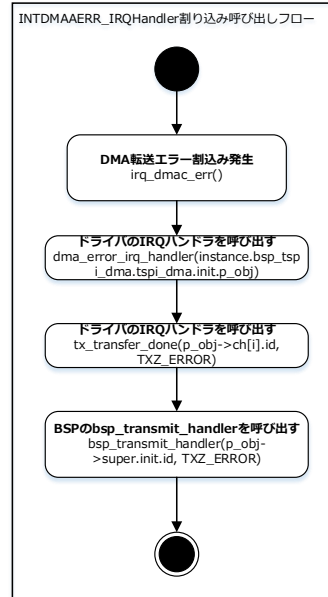 INTDMAAERR_IRQHandler割り込み呼び出しフロー
DMA転送エラー割込み発生
irq_dmac_err()
ドライバのIRQハンドラを呼び出す
dma_error_irq_handler(instance.bsp_tsp
i_dma.tspi_dma.init.p_obj)
ドライバのIRQハンドラを呼び出す
tx_transfer_done(p_obj->ch[i].id,
TXZ_ERROR)
BSPのbsp_transmit_handlerを呼び出す
bsp_transmit_handler(p_obj-
>super.init.id, TXZ_ERROR)